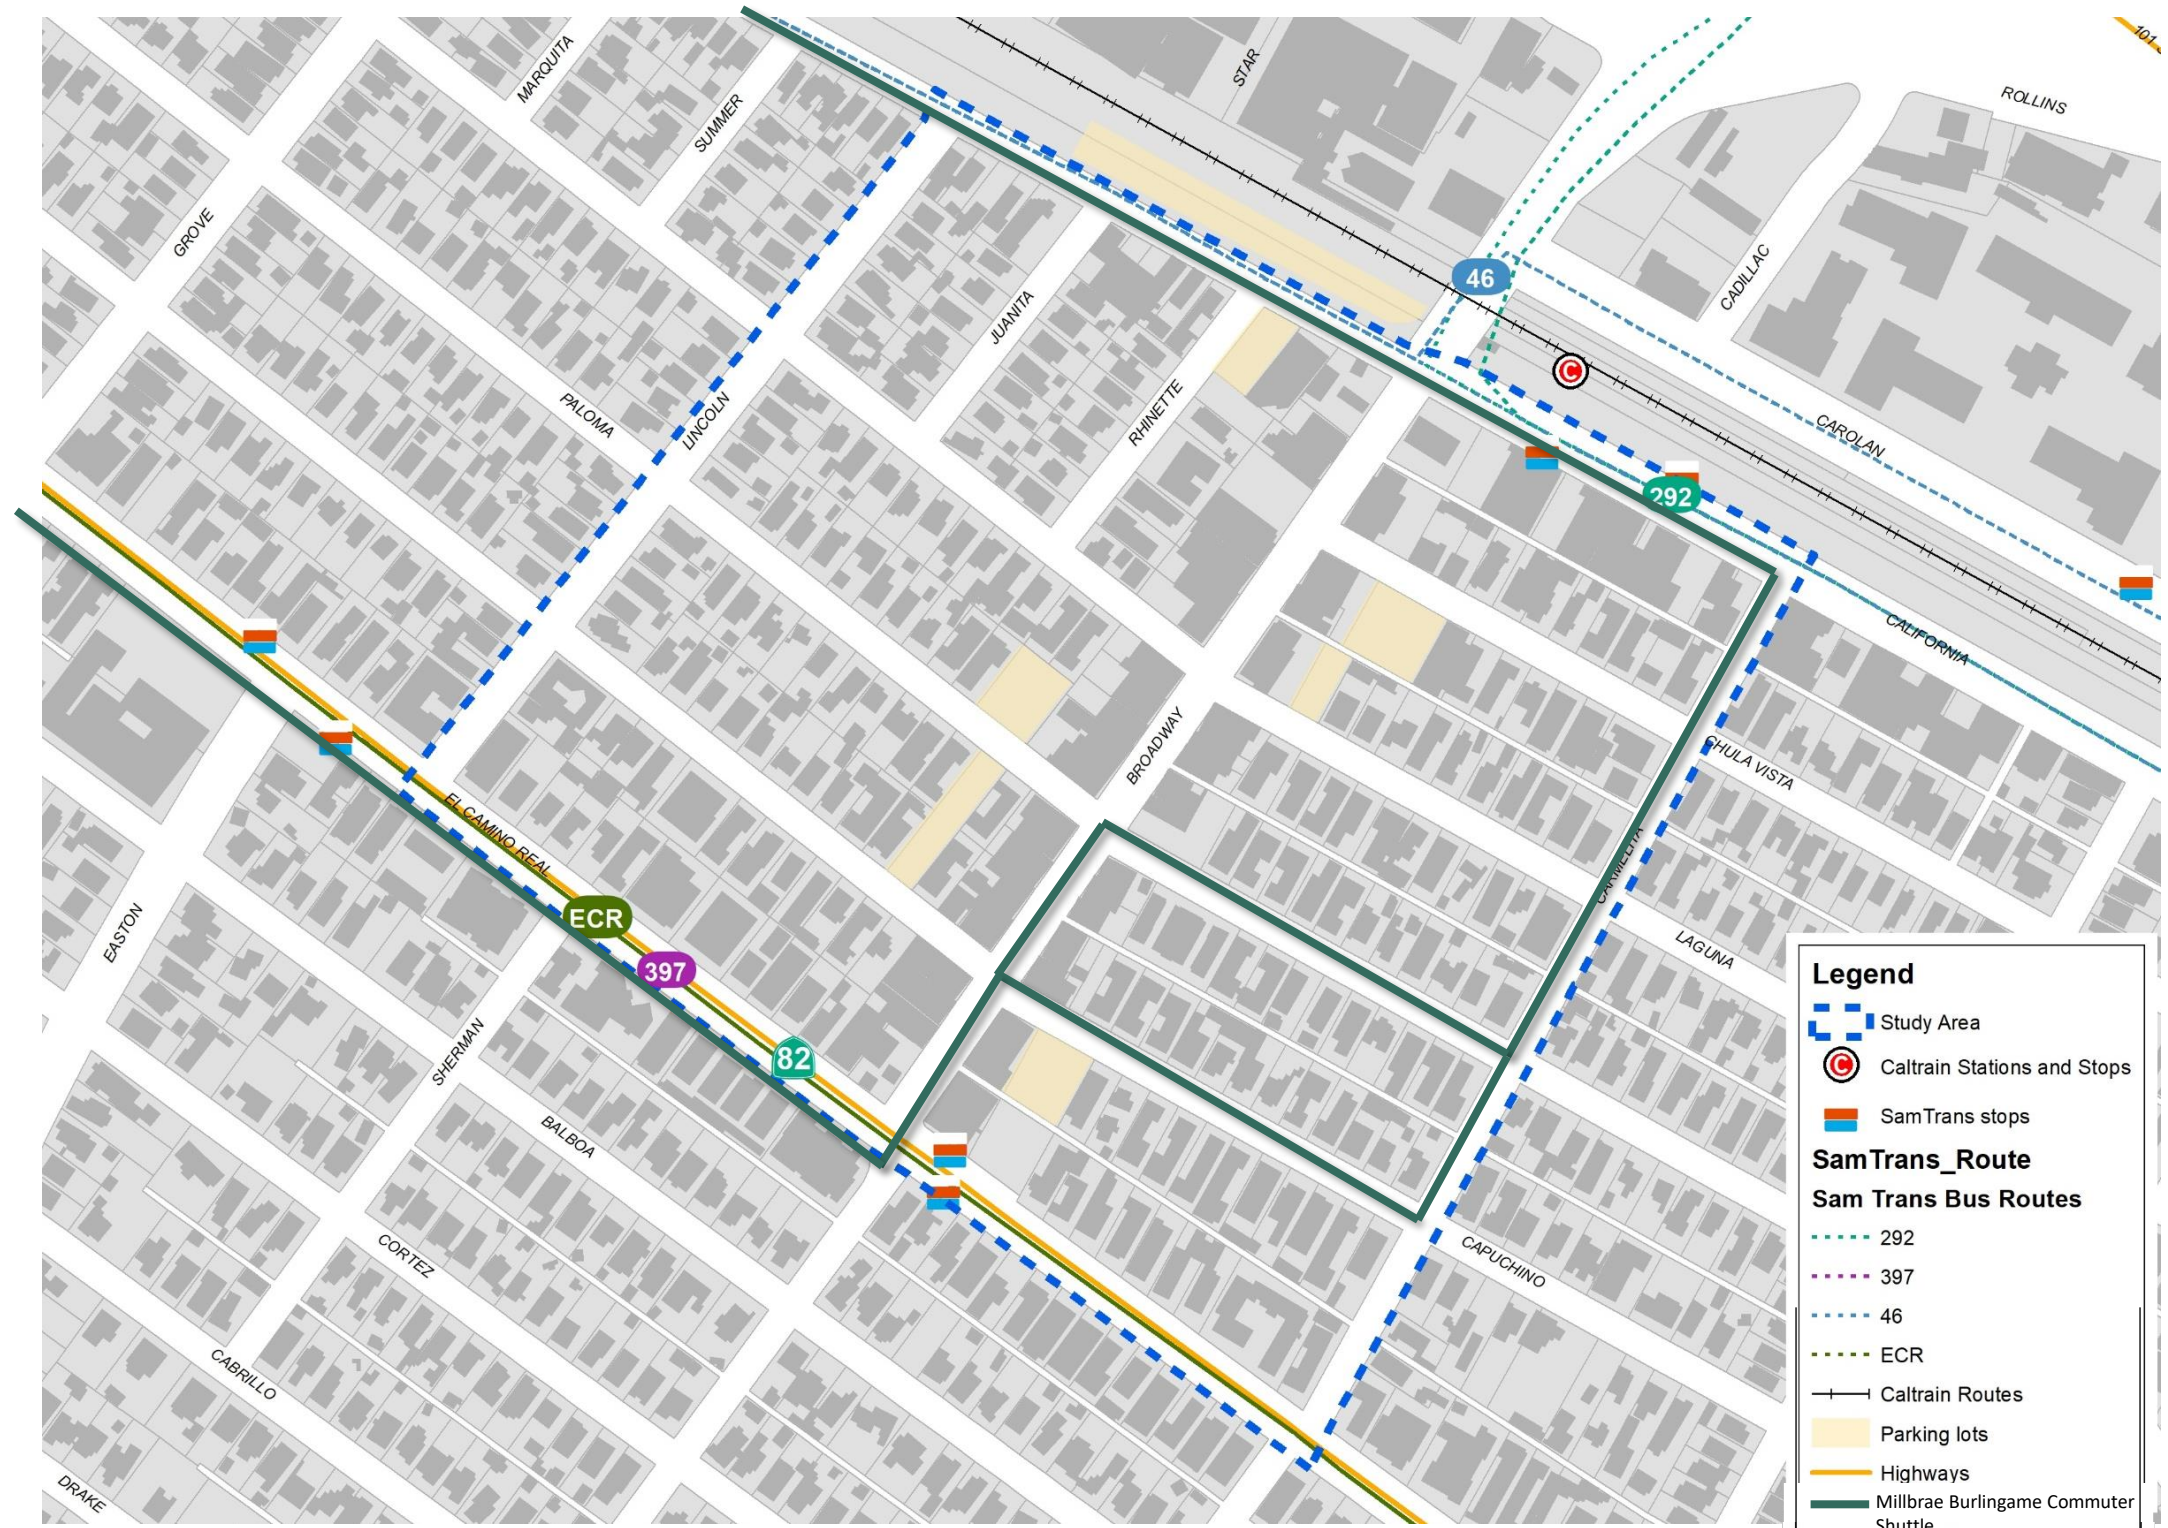 MARQUITA
STAR
101
ROLLINS
SUMMER
GROVE
46
CADILLAC
JUANITA
PALOMA
LINCOLN
RHINETTE
CAROLAN
292
CALIFORNIA
BROADWAY
CHULA VISTA
EL CAMINO REAL
CARMELITA
ECR
EASTON
LAGUNA
397
82
SHERMAN
BALBOA
CORTEZ
CAPUCHINO
CABRILLO
DRAKE
Legend
Study Area
C Caltrain Stations and Stops
SamTrans stops
SamTrans_Route
Sam Trans Bus Routes
292
397
46
ECR
Caltrain Routes
Parking lots
Highways
Millbrae Burlingame Commuter
Shuttle
C